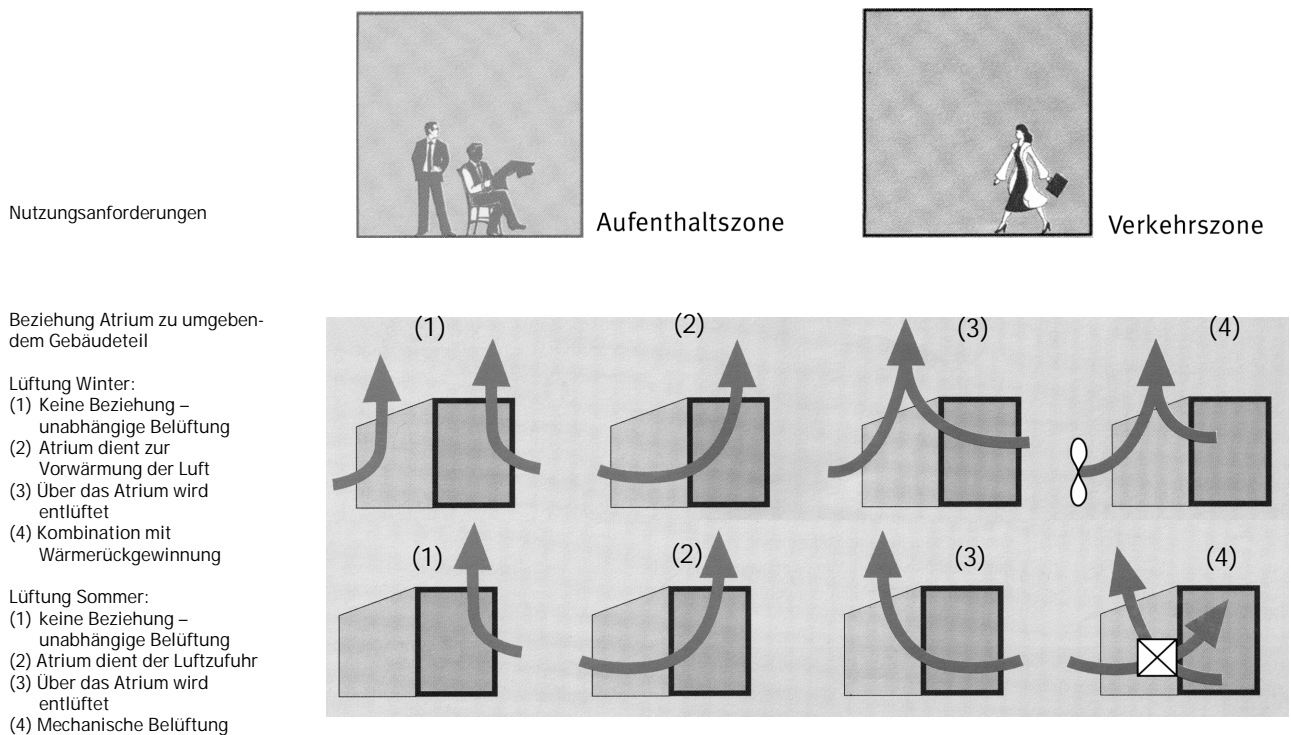 Nutzungsanforderungen
Aufenthaltszone
Verkehrszone
Beziehung Atrium zu umgeben-
dem Gebäudeteil
Lüftung Winter:
(1) Keine Beziehung –
unabhängige Belüftung
(2) Atrium dient zur
Vorwärmung der Luft
(3) Über das Atrium wird
entlüftet
(4) Kombination mit
Wärmerückgewinnung
Lüftung Sommer:
(1) keine Beziehung –
unabhängige Belüftung
(2) Atrium dient der Luftzufuhr
(3) Über das Atrium wird
entlüftet
(4) Mechanische Belüftung
(1) (2) (3) (4)
(1) (2) (3) (4)